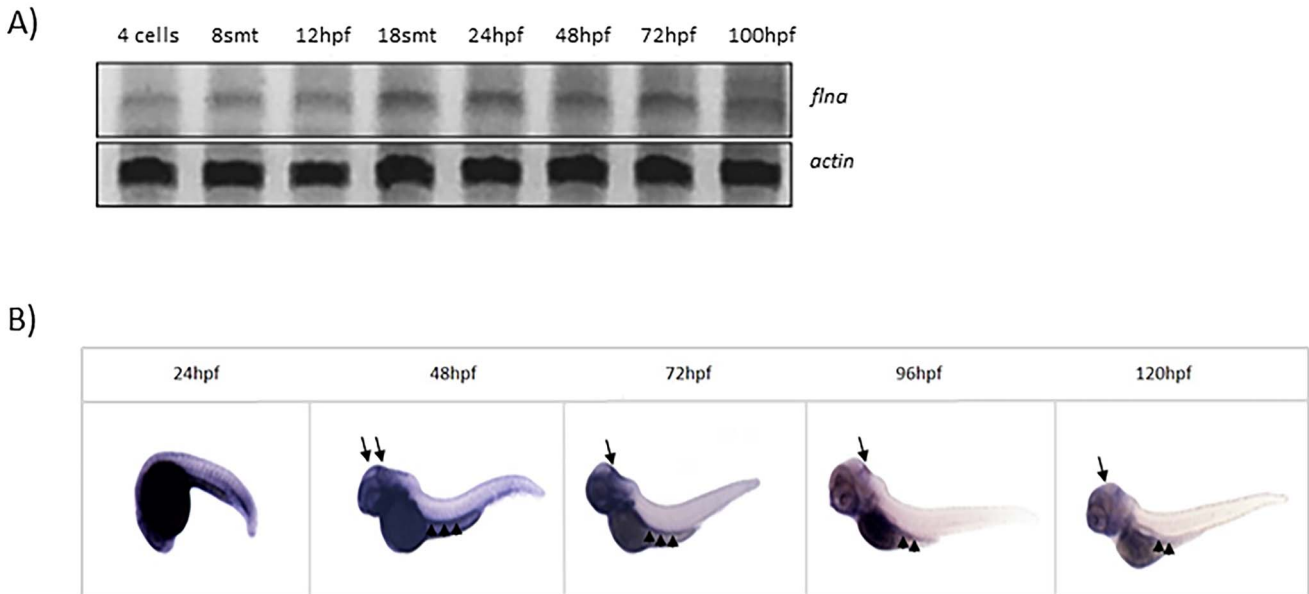 A)
4 cells 8smt 12hpf 18smt 24hpf 48hpf 72hpf 100hpf
flna
actin
B)
24hpf 48hpf 72hpf 96hpf 120hpf